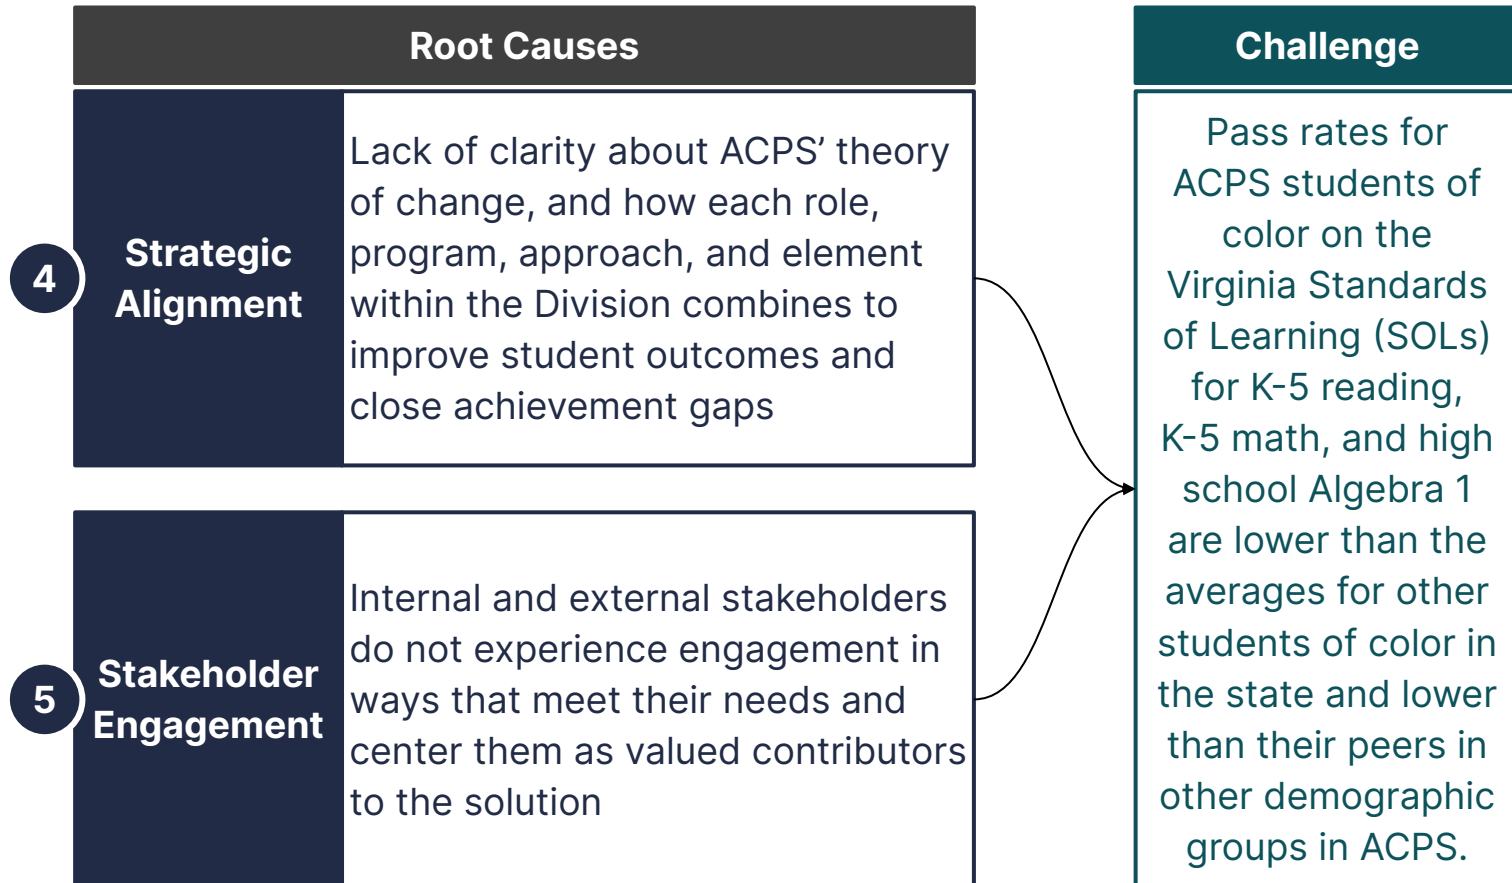 Root Causes
Challenge
4
Strategic
Alignment
Lack of clarity about ACPS’ theory
of change, and how each role,
program, approach, and element
within the Division combines to
improve student outcomes and
close achievement gaps
5
Stakeholder
Engagement
Internal and external stakeholders
do not experience engagement in
ways that meet their needs and
center them as valued contributors
to the solution
Pass rates for
ACPS students of
color on the
Virginia Standards
of Learning (SOLs)
for K-5 reading,
K-5 math, and high
school Algebra 1
are lower than the
averages for other
students of color in
the state and lower
than their peers in
other demographic
groups in ACPS.